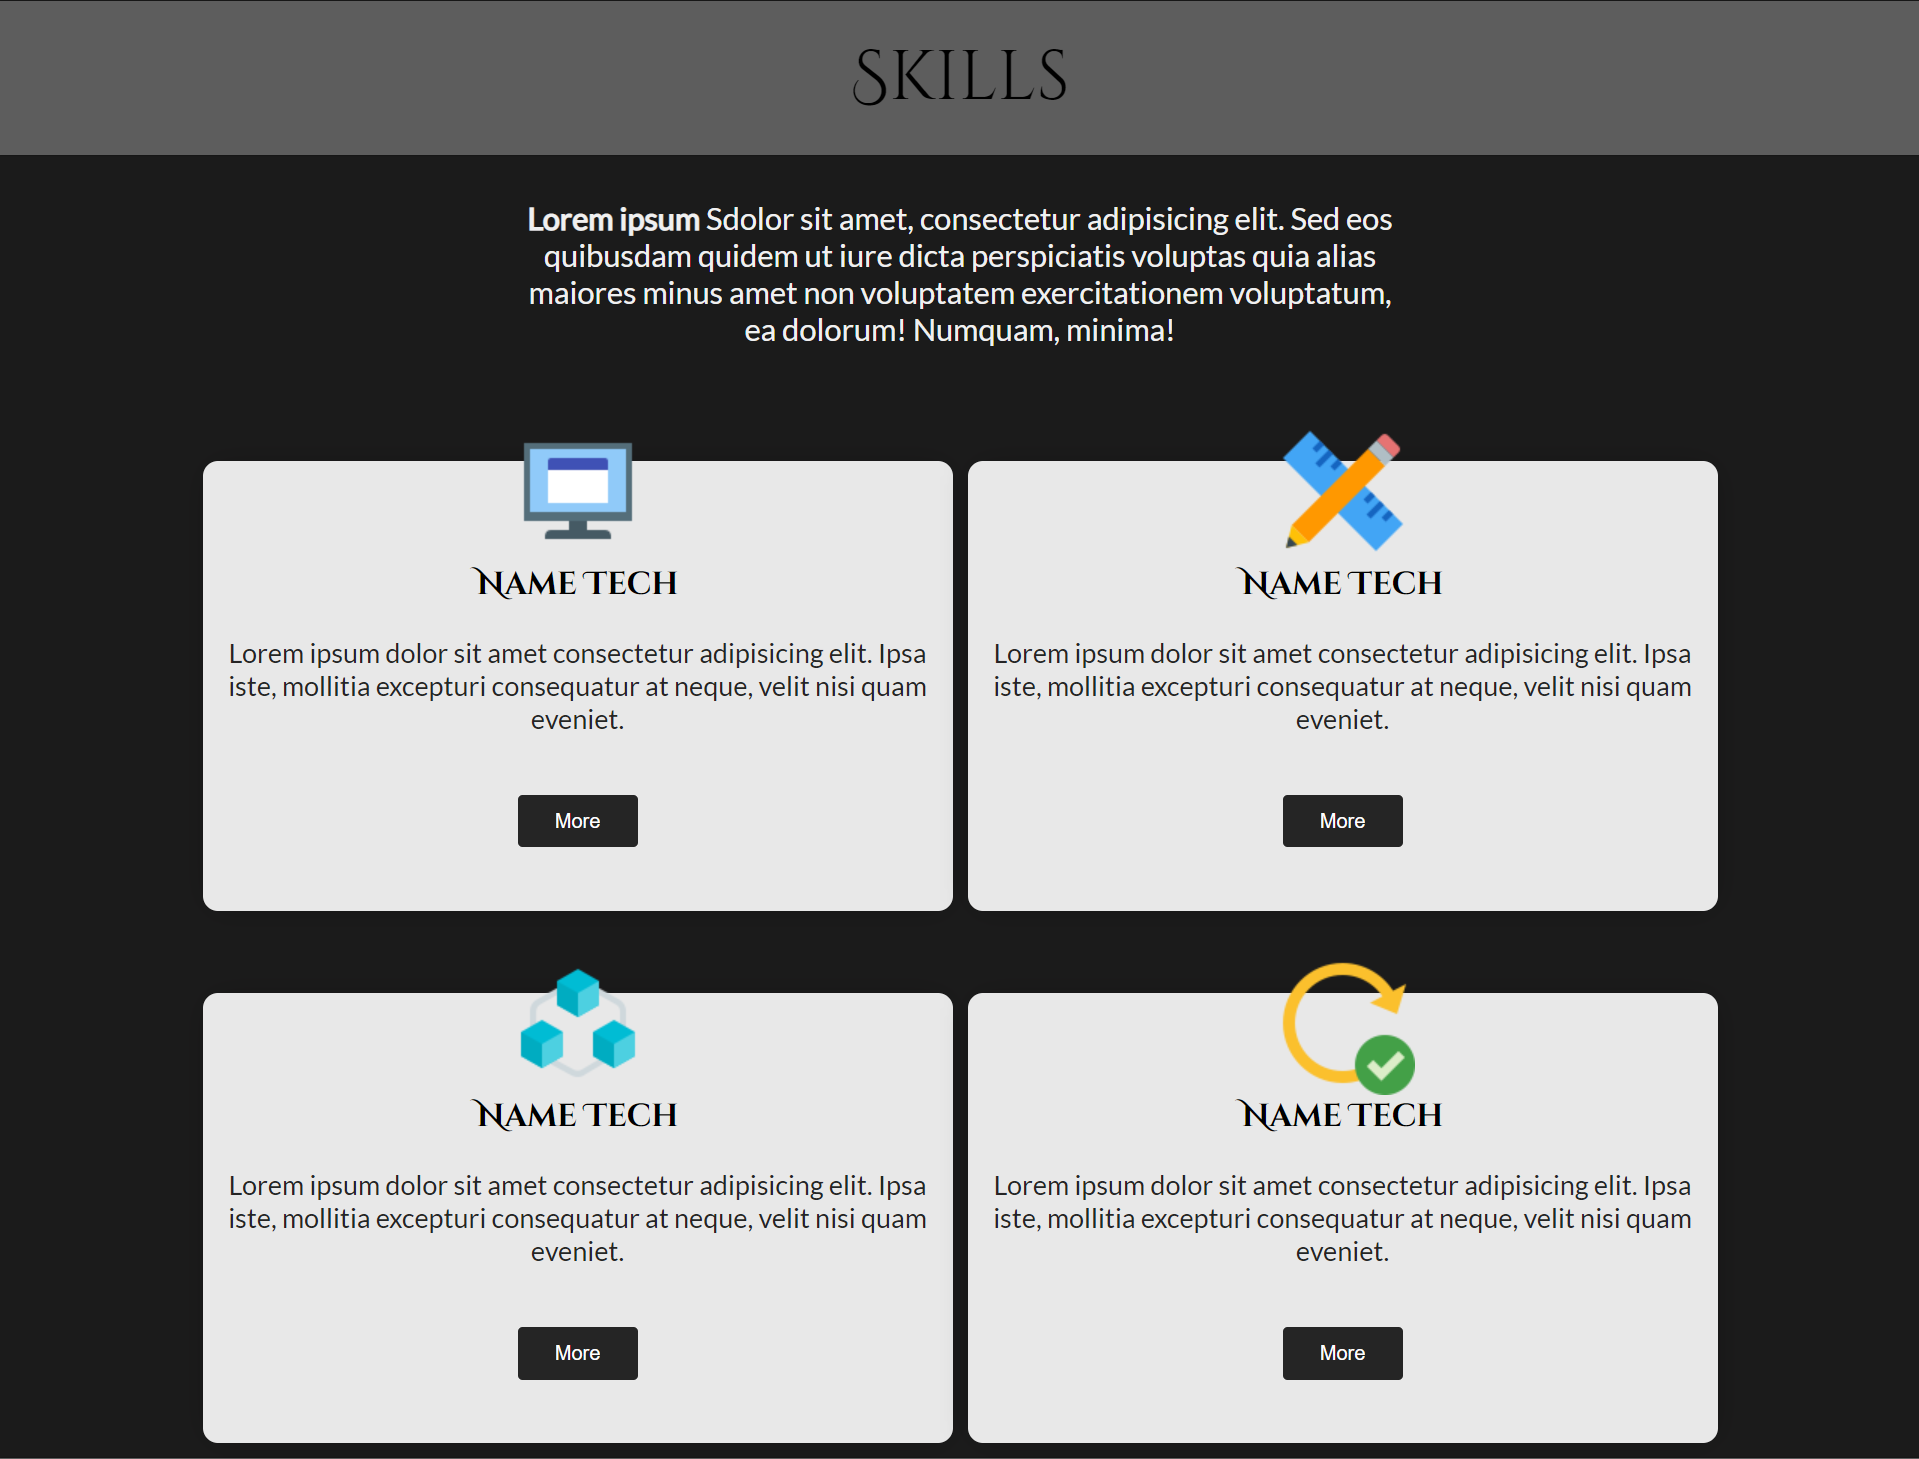 Skills
Lorem ipsum Sdolor sit amet, consectetur adipisicing elit. Sed eos
quibusdam quidem ut iure dicta perspiciatis voluptas quia alias
maiores minus amet non voluptatem exercitationem voluptatum,
ea dolorum! Numquam, minima!
Name Tech
Lorem ipsum dolor sit amet consectetur adipisicing elit. Ipsa
iste, mollitia excepturi consequatur at neque, velit nisi quam
eveniet.
More
Name Tech
Lorem ipsum dolor sit amet consectetur adipisicing elit. Ipsa
iste, mollitia excepturi consequatur at neque, velit nisi quam
eveniet.
More
Name Tech
Lorem ipsum dolor sit amet consectetur adipisicing elit. Ipsa
iste, mollitia excepturi consequatur at neque, velit nisi quam
eveniet.
More
Name Tech
Lorem ipsum dolor sit amet consectetur adipisicing elit. Ipsa
iste, mollitia excepturi consequatur at neque, velit nisi quam
eveniet.
More